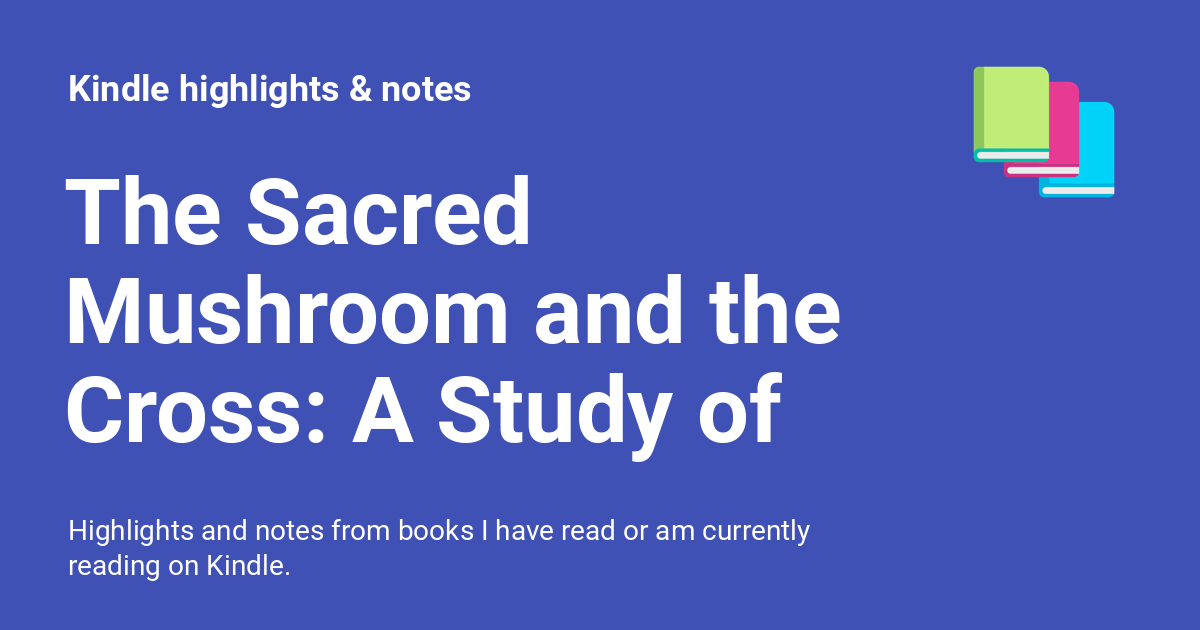 Kindle highlights & notes
The Sacred
Mushroom and the
Cross: A Study of
Highlights and notes from books I have read or am currently
reading on Kindle.